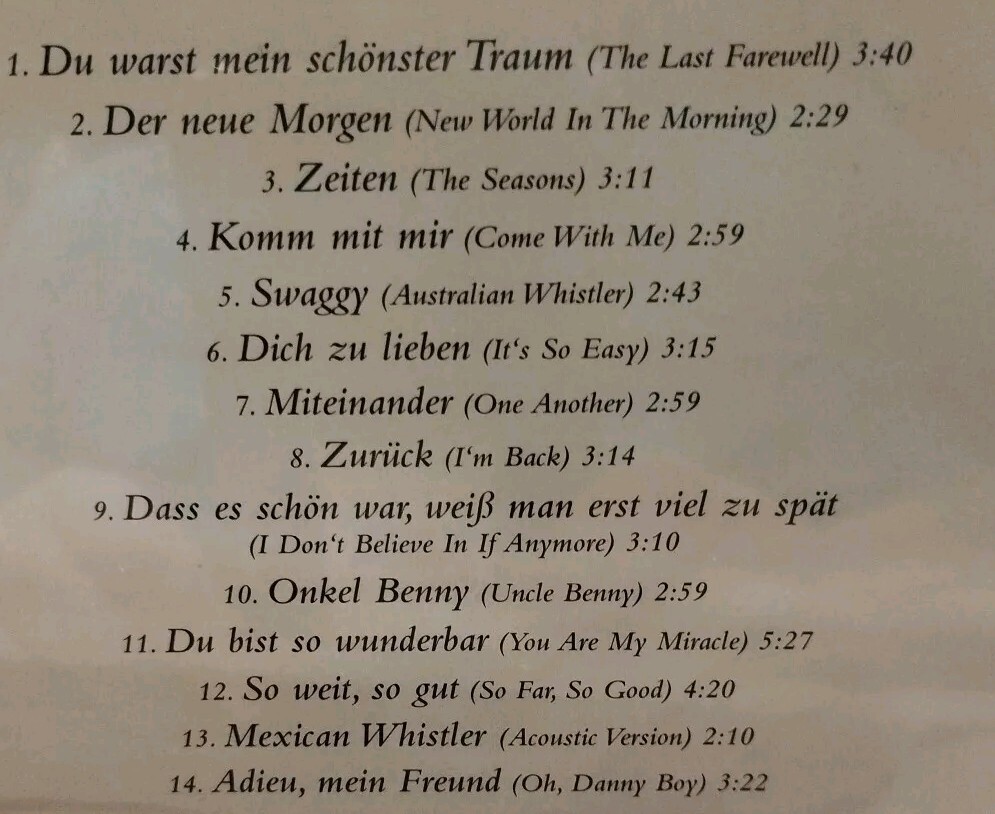 1. Du warst mein schönster Traum (The Last Farewell) 3:40
2. Der neue Morgen (New World In The Morning) 2:29
3. Zeiten (The Seasons) 3:11
4. Komm mit mir (Come With Me) 2:59
5. Swaggy (Australian Whistler) 2:43
6. Dich zu lieben (It‘s So Easy) 3:15
7. Miteinander (One Another) 2:59
8. Zurück (I‘m Back) 3:14
9. Dass es schön war, weiß man erst viel zu spät
(I Don‘t Believe In If Anymore) 3:10
10. Onkel Benny (Uncle Benny) 2:59
11. Du bist so wunderbar (You Are My Miracle) 5:27
12. So weit, so gut (So Far, So Good) 4:20
13. Mexican Whistler (Acoustic Version) 2:10
14. Adieu, mein Freund (Oh, Danny Boy) 3:22